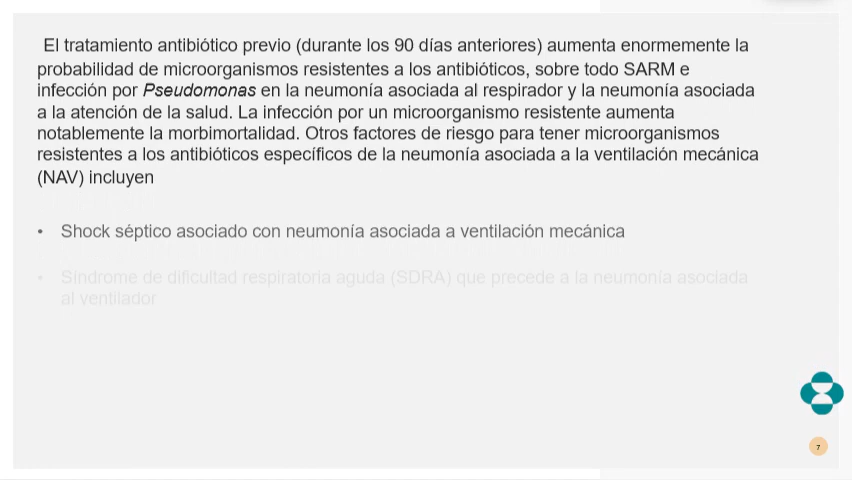 El tratamiento antibiótico previo (durante los 90 días anteriores) aumenta enormemente la
probabilidad de microorganismos resistentes a los antibióticos, sobre todo SARM e
infección por Pseudomonas en la neumonía asociada al respirador y la neumonía asociada
a la atención de la salud. La infección por un microorganismo resistente aumenta
notablemente la morbimortalidad. Otros factores de riesgo para tener microorganismos
resistentes a los antibióticos específicos de la neumonía asociada a la ventilación mecánica
(NAV) incluyen
• Shock séptico asociado con neumonía asociada a ventilación mecánica
• Síndrome de dificultad respiratoria aguda (SDRA) que precede a la neumonía asociada
al ventilador
7